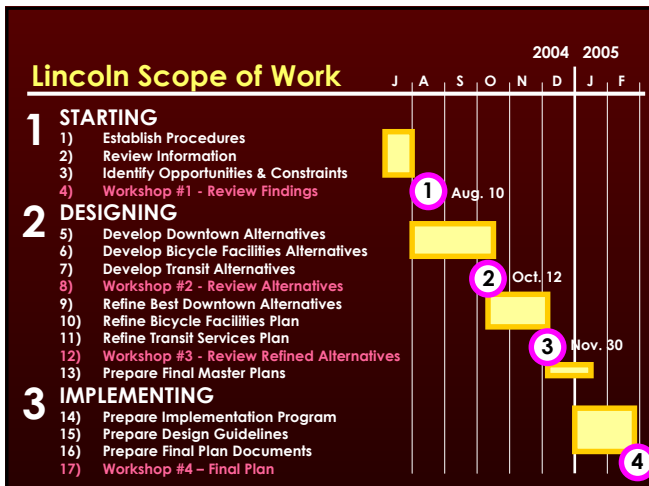 2004 2005
Lincoln Scope of Work
J A S O N D J F
1 STARTING
1) Establish Procedures
2) Review Information
3) Identify Opportunities & Constraints
4) Workshop #1 - Review Findings
1 Aug. 10
2 DESIGNING
5) Develop Downtown Alternatives
6) Develop Bicycle Facilities Alternatives
7) Develop Transit Alternatives
8) Workshop #2 - Review Alternatives
2 Oct. 12
9) Refine Best Downtown Alternatives
10) Refine Bicycle Facilities Plan
11) Refine Transit Services Plan
12) Workshop #3 - Review Refined Alternatives
3 Nov. 30
13) Prepare Final Master Plans
3 IMPLEMENTING
14) Prepare Implementation Program
15) Prepare Design Guidelines
16) Prepare Final Plan Documents
17) Workshop #4 – Final Plan
4